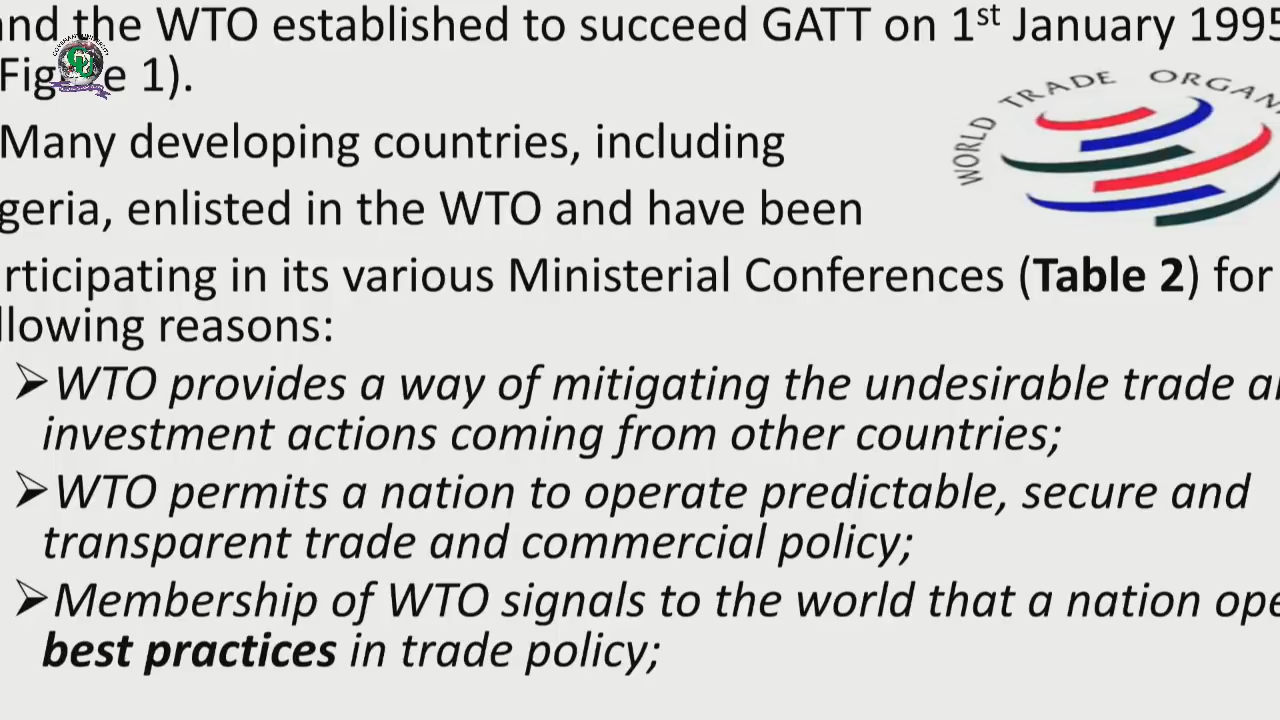 and the WTO established to succeed GATT on 1st January 1995
Figure 1).
WORLD TRADE ORGAN
Many developing countries, including
geria, enlisted in the WTO and have been
rticipating in its various Ministerial Conferences (Table 2) for
llowing reasons:
➢WTO provides a way of mitigating the undesirable trade a
investment actions coming from other countries;
➢WTO permits a nation to operate predictable, secure and
transparent trade and commercial policy;
➢Membership of WTO signals to the world that a nation ope
best practices in trade policy;